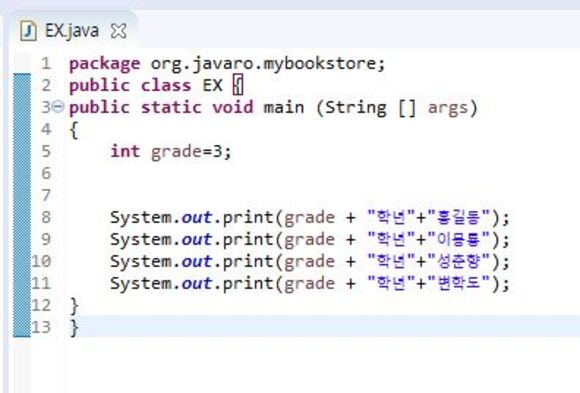 EX.java
1 package org.javaro.mybookstore;
2 public class EX {
3 public static void main (String [] args)
4 {
5 int grade=3;
6
7
8 System.out.print(grade + "학년"+"홍길동");
9 System.out.print(grade + "학년"+"이몽룡");
10 System.out.print(grade + "학년"+"성춘향");
11 System.out.print(grade + "학년"+"변학도");
12 }
13 }